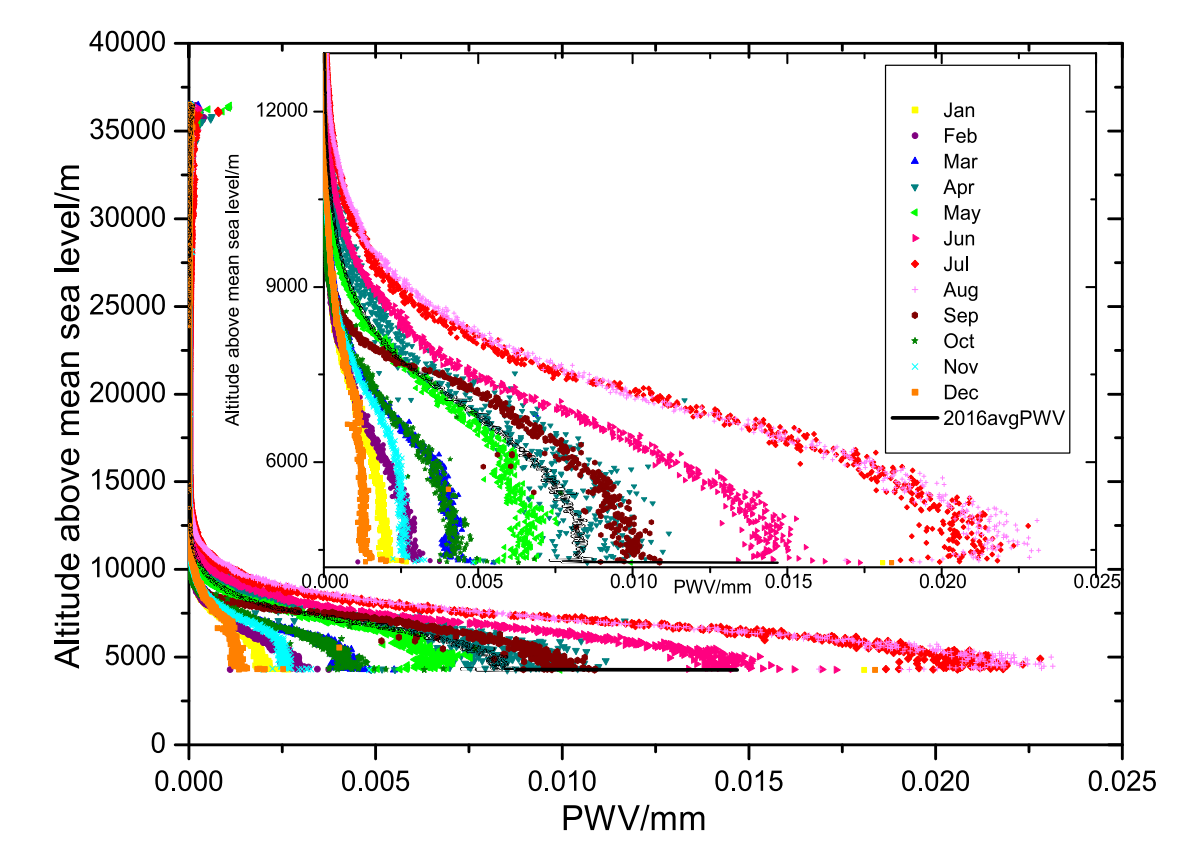 40000
35000
30000
25000
20000
15000
10000
5000
0
Altitude above mean sea level/m
0.000
0.005
0.010
0.015
0.020
0.025
PWV/mm
12000
9000
6000
Altitude above mean sea level/m
0.000
0.005
0.010
0.015
0.020
0.025
PWV/mm
Jan
Feb
Mar
Apr
May
Jun
Jul
Aug
Sep
Oct
Nov
Dec
2016avgPWV